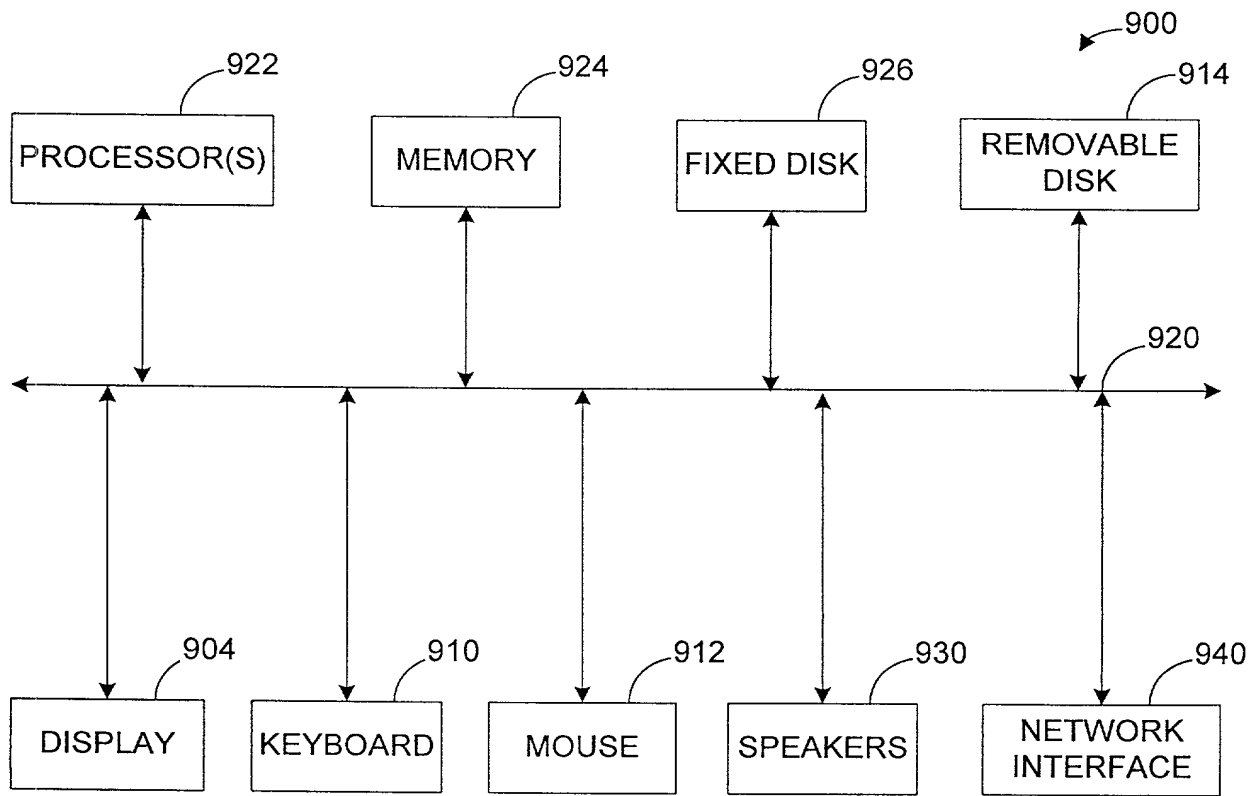 900
922
924
926
914
PROCESSOR(S)
MEMORY
FIXED DISK
REMOVABLE
DISK
920
904
910
912
930
940
DISPLAY
KEYBOARD
MOUSE
SPEAKERS
NETWORK
INTERFACE